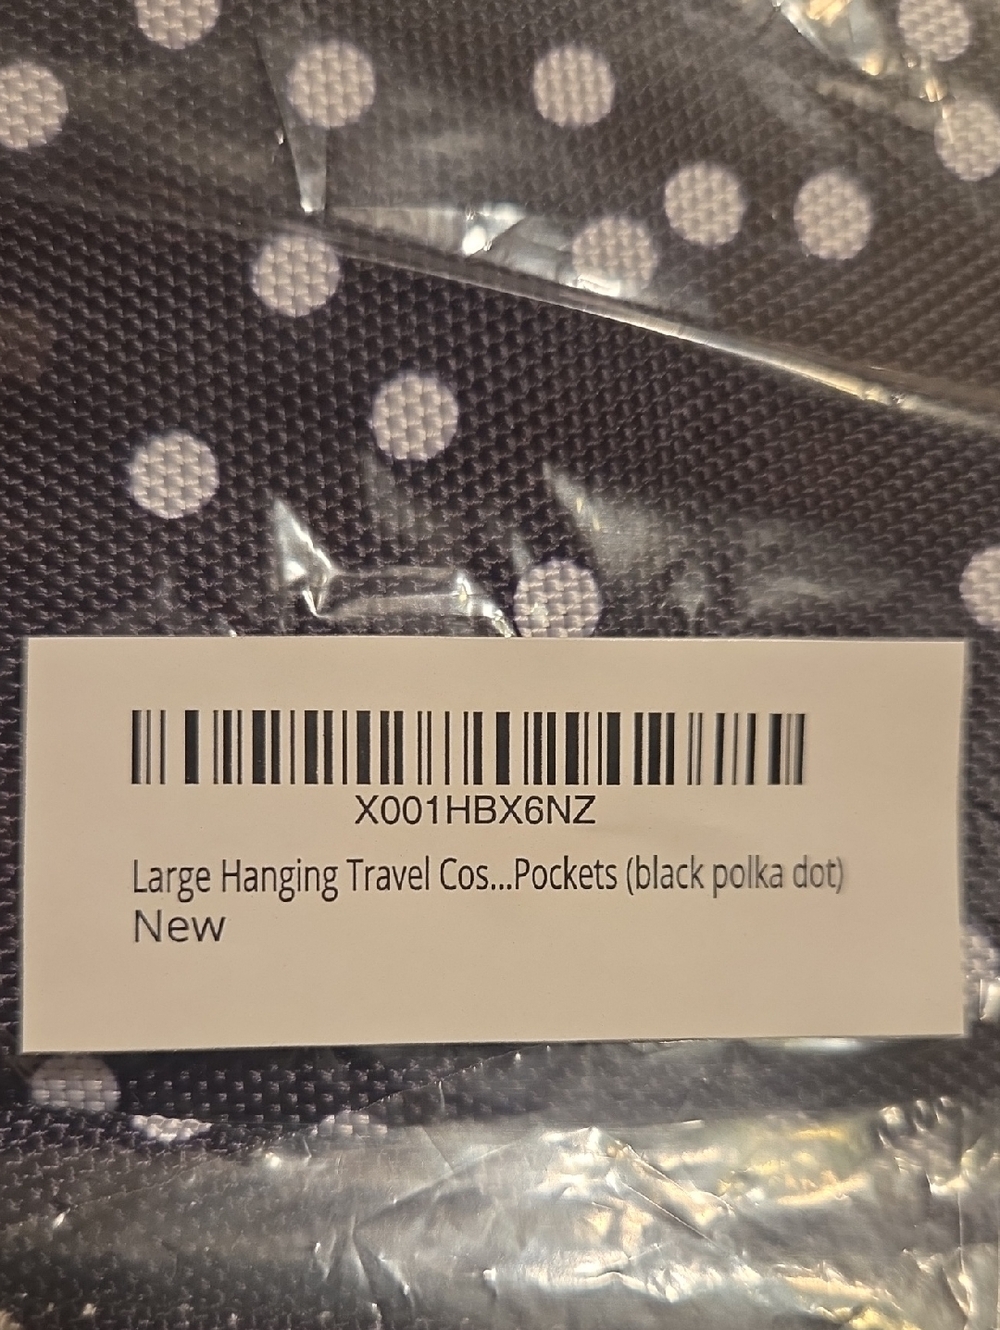 X001HBX6NZ
Large Hanging Travel Cos...Pockets (black polka dot)
New